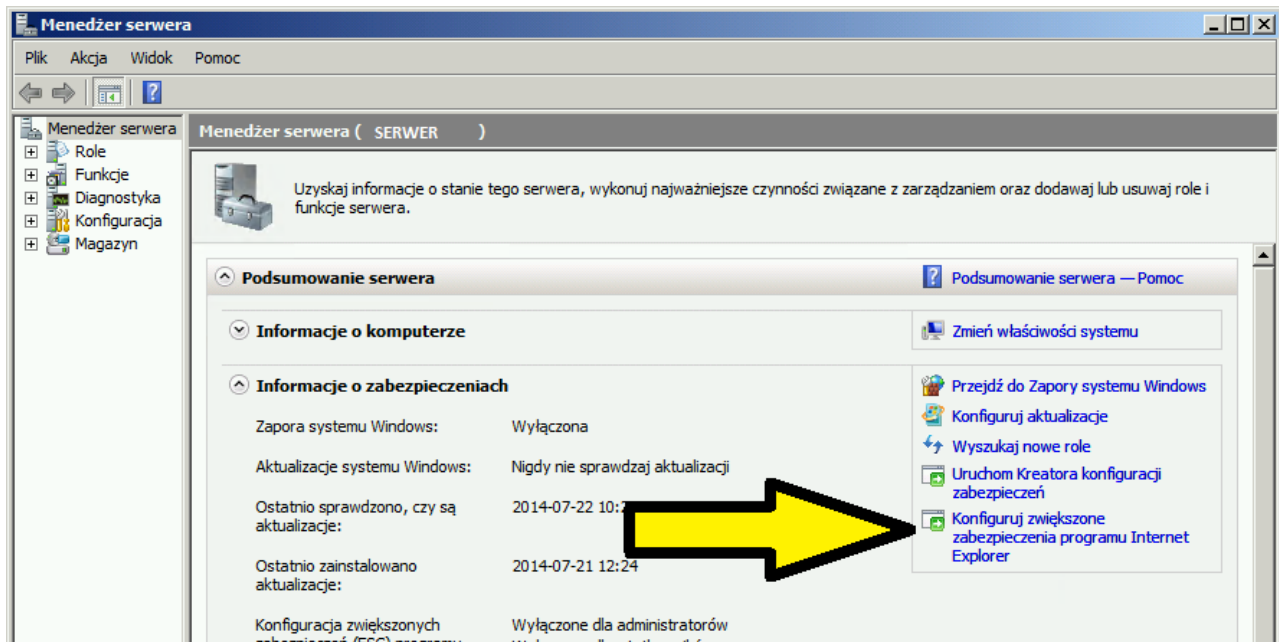 Menedżer serwera
Plik Akcja Widok Pomoc
Menedżer serwera
Role
Funkcje
Diagnostyka
Konfiguracja
Magazyn
Menedżer serwera ( SERWER )
Uzyskaj informacje o stanie tego serwera, wykonuj najważniejsze czynności związane z zarządzaniem oraz dodawaj lub usuwaj role i
funkcje serwera.
Podsumowanie serwera
Podsumowanie serwera — Pomoc
Informacje o komputerze
Zmień właściwości systemu
Informacje o zabezpieczeniach
Zapora systemu Windows: Wyłączona
Aktualizacje systemu Windows: Nigdy nie sprawdzaj aktualizacji
Ostatnio sprawdzono, czy są
aktualizacje:
2014-07-22 10:
Ostatnio zainstalowano
aktualizacje:
2014-07-21 12:24
Konfiguracja zwiększonych
Wyłączone dla administratorów
Przejdź do Zapory systemu Windows
Konfiguruj aktualizacje
Wyszukaj nowe role
Uruchom Kreatora konfiguracji
zabezpieczeń
Konfiguruj zwiększone
zabezpieczenia programu Internet
Explorer